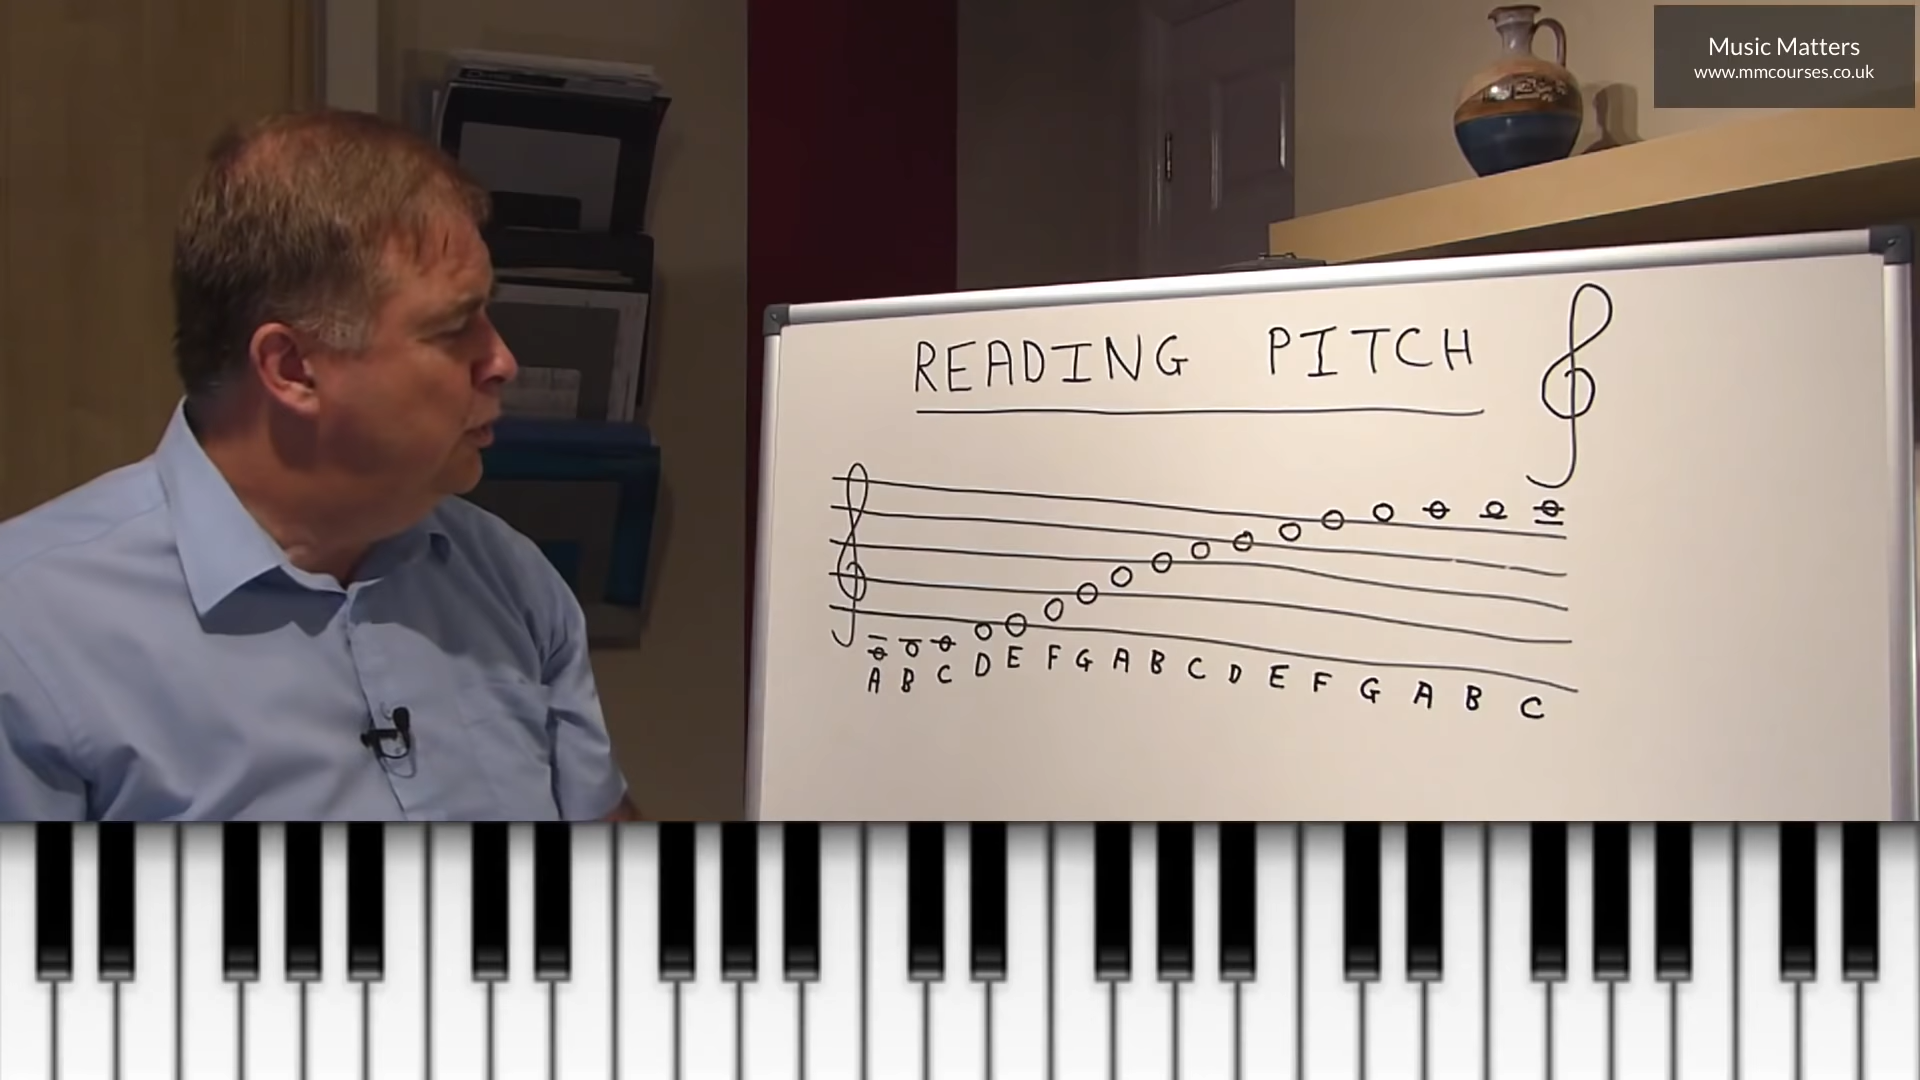 Music Matters
www.mmcourses.co.uk
READING PITCH
A B C D E F G A B C D E F G A B C